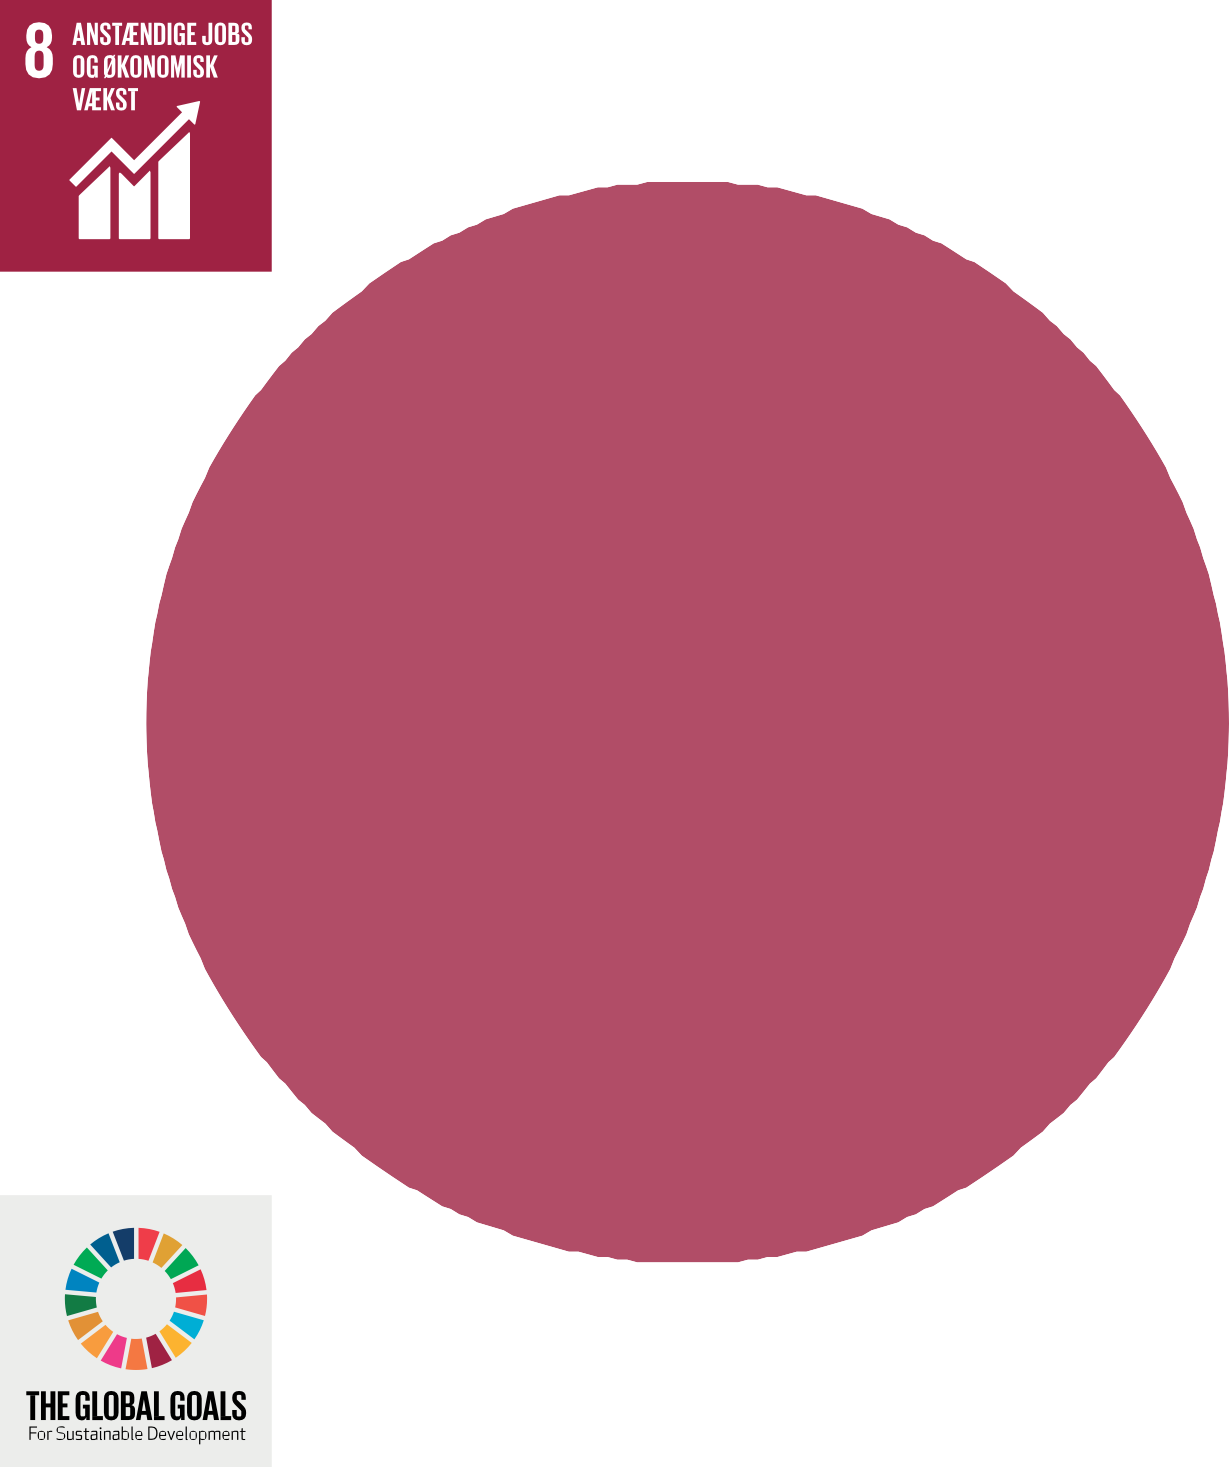 8
ANSTÆNDIGE JOBS
OG ØKONOMISK
VÆKST
THE GLOBAL GOALS
For Sustainable Development